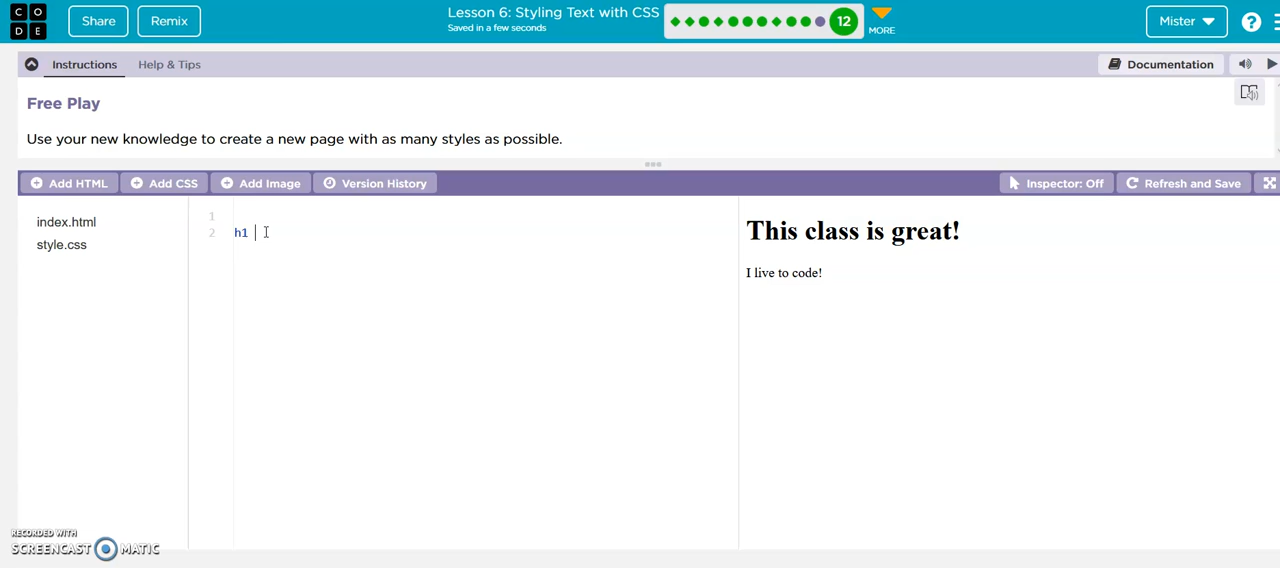 C O
D E
Share
Remix
Lesson 6: Styling Text with CSS
Saved in a few seconds
12
MORE
Mister
?
Instructions
Help & Tips
Documentation
Free Play
Use your new knowledge to create a new page with as many styles as possible.
Add HTML
Add CSS
Add Image
Version History
Inspector: Off
Refresh and Save
index.html
style.css
1
2 h1
This class is great!
I live to code!
RECORDED WITH
SCREENCAST MATIC